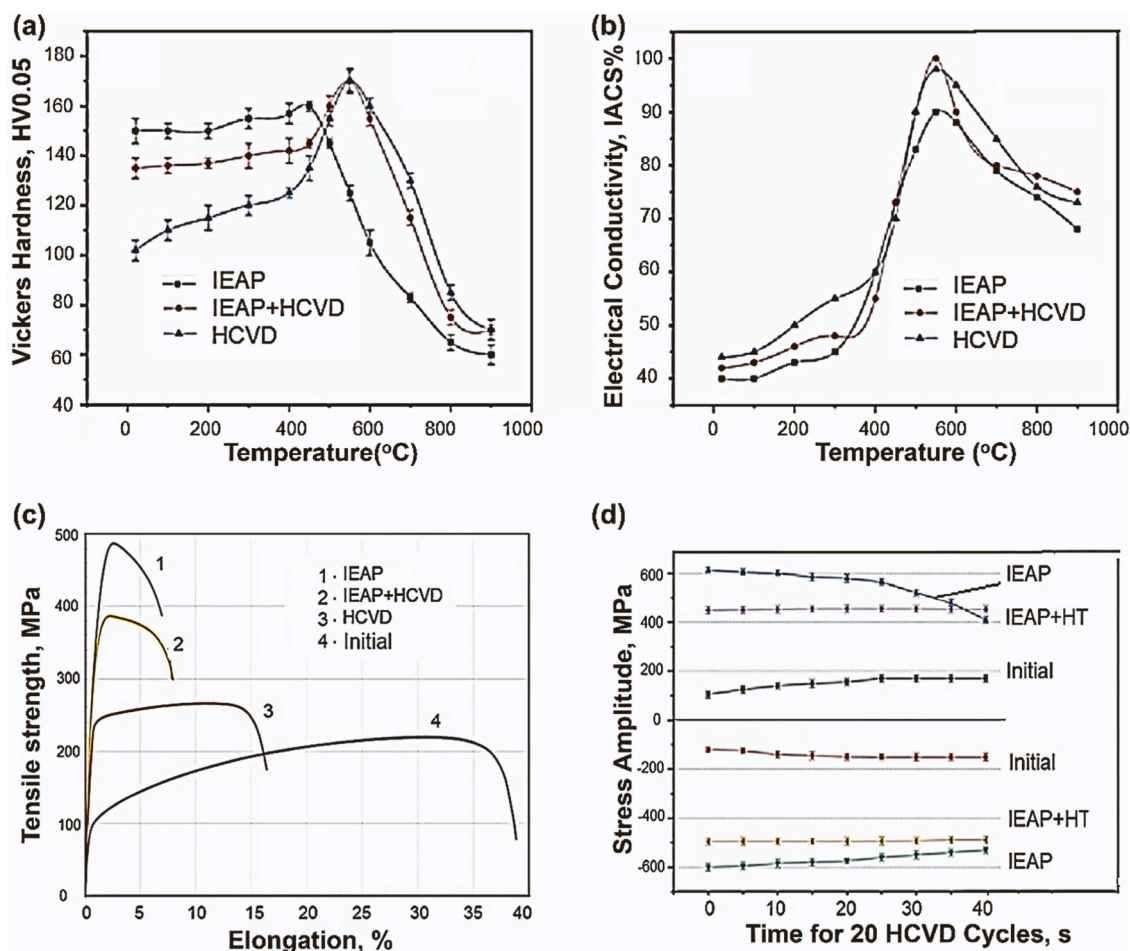 (a)
Vickers Hardness, HV0.05
180
160
140
120
100
80
60
40
IEAP
IEAP+HCVD
HCVD
0 200 400 600 800 1000
Temperature(°C)
(b)
Electrical Conductivity, IACS%
100
90
80
70
60
50
40
IEAP
IEAP+HCVD
HCVD
0 200 400 600 800 1000
Temperature (°C)
(c)
Tensile strength, MPa
500
400
300
200
100
0
1
2
3
4
1 · IEAP
2 · IEAP+HCVD
3 · HCVD
4 · Initial
0 5 10 15 20 25 30 35 40
Elongation, %
(d)
Stress Amplitude, MPa
600
400
200
0
-200
-400
-600
IEAP
IEAP+HT
Initial
Initial
IEAP+HT
IEAP
0 10 20 30 40
Time for 20 HCVD Cycles, s